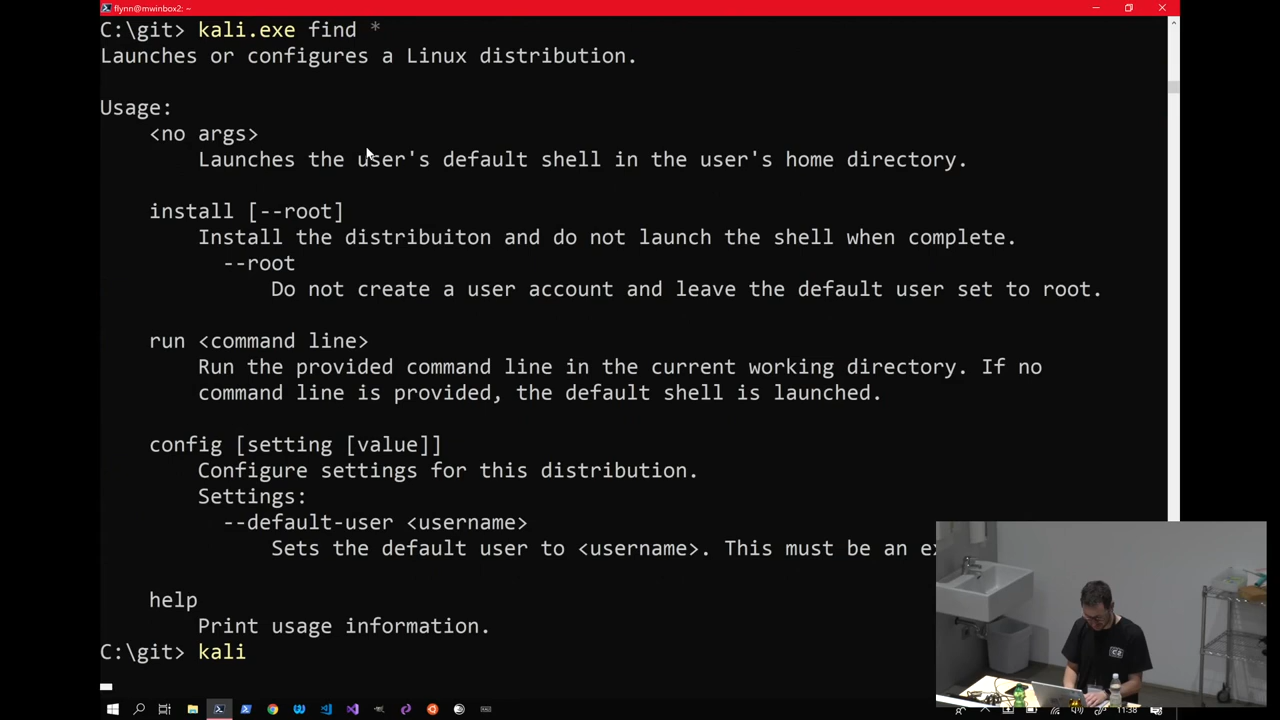 flynn@mwinbox2: ~
C:\git> kali.exe find *
Launches or configures a Linux distribution.
Usage:
<no args>
Launches the user's default shell in the user's home directory.
install [--root]
Install the distribuiton and do not launch the shell when complete.
--root
Do not create a user account and leave the default user set to root.
run <command line>
Run the provided command line in the current working directory. If no
command line is provided, the default shell is launched.
config [setting [value]]
Configure settings for this distribution.
Settings:
--default-user <username>
Sets the default user to <username>. This must be an
help
Print usage information.
C:\git> kali
11:38